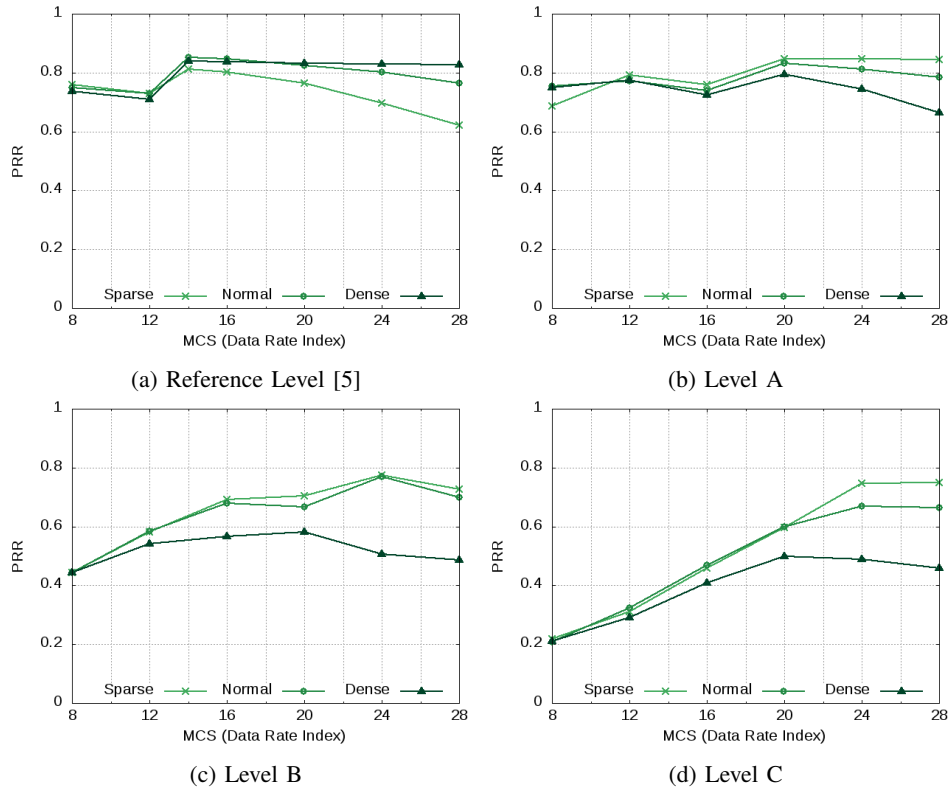 1
0.8
0.6
0.4
0.2
0
PRR
Sparse Normal Dense
8 12 16 20 24 28
MCS (Data Rate Index)
(a) Reference Level [5]
1
0.8
0.6
0.4
0.2
0
PRR
Sparse Normal Dense
8 12 16 20 24 28
MCS (Data Rate Index)
(b) Level A
1
0.8
0.6
0.4
0.2
0
PRR
Sparse Normal Dense
8 12 16 20 24 28
MCS (Data Rate Index)
(c) Level B
1
0.8
0.6
0.4
0.2
0
PRR
Sparse Normal Dense
8 12 16 20 24 28
MCS (Data Rate Index)
(d) Level C